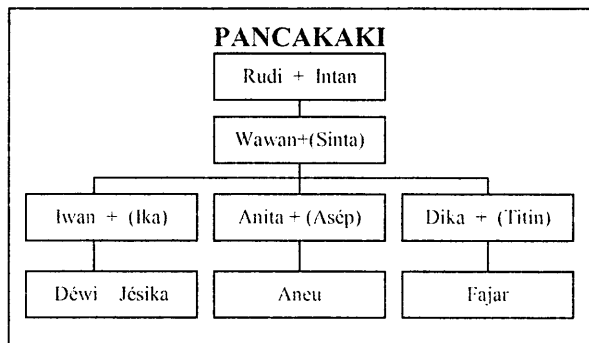 PANCAKAKI
Rudi + Intan
Wawan+(Sinta)
Iwan + (Ika)
Anita + (Asép)
Dika + (Titin)
Déwi Jésika
Aneu
Fajar